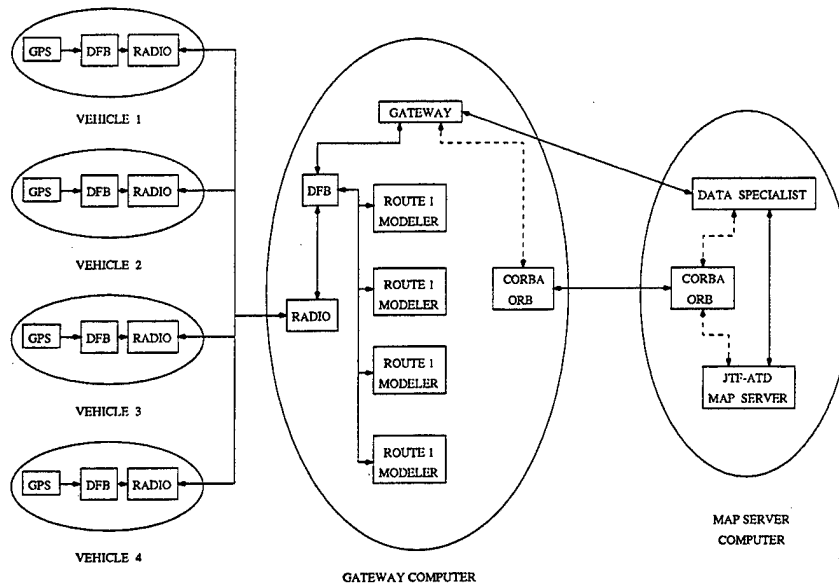 GPS
DFB
RADIO
VEHICLE 1
GPS
DFB
RADIO
VEHICLE 2
GPS
DFB
RADIO
VEHICLE 3
GPS
DFB
RADIO
VEHICLE 4
GATEWAY
DFB
ROUTE 1
MODELER
ROUTE 1
MODELER
ROUTE 1
MODELER
ROUTE 1
MODELER
RADIO
CORBA
ORB
GATEWAY COMPUTER
DATA SPECIALIST
CORBA
ORB
JTF-ATD
MAP SERVER
MAP SERVER
COMPUTER